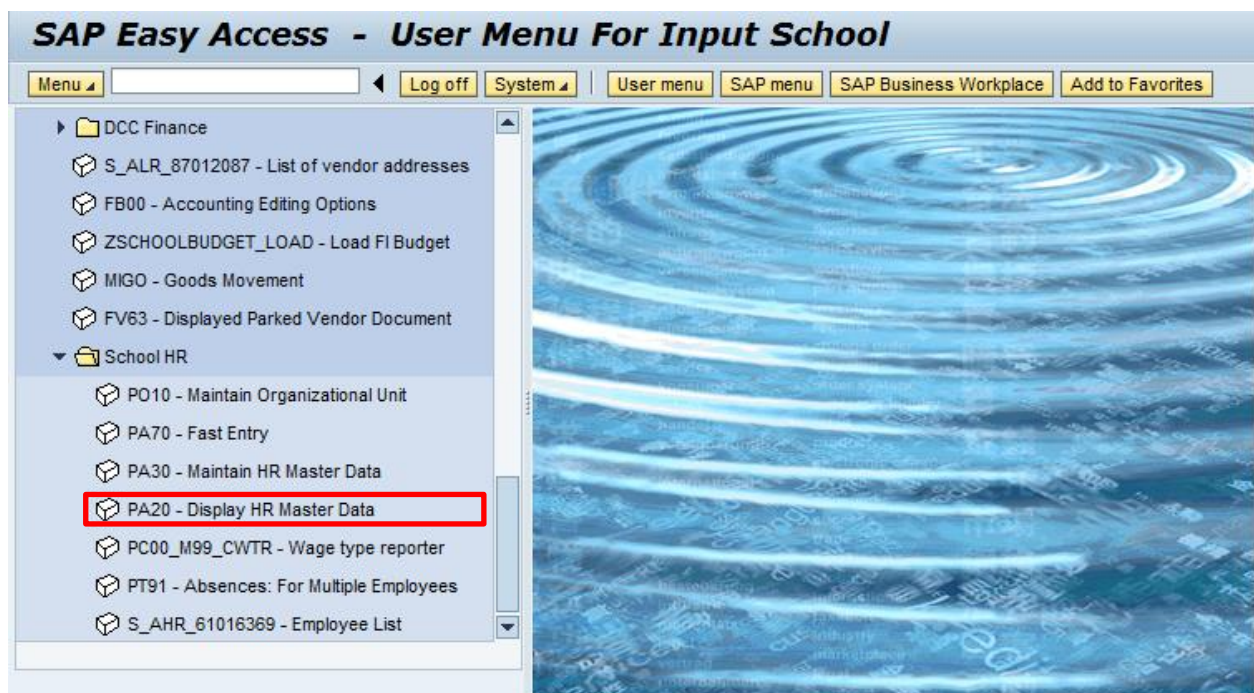 SAP Easy Access - User Menu For Input School
Menu Log off System User menu SAP menu SAP Business Workplace Add to Favorites
DCC Finance
S_ALR_87012087 - List of vendor addresses
FB00 - Accounting Editing Options
ZSCHOOLBUDGET_LOAD - Load FI Budget
MIGO - Goods Movement
FV63 - Displayed Parked Vendor Document
School HR
PO10 - Maintain Organizational Unit
PA70 - Fast Entry
PA30 - Maintain HR Master Data
PA20 - Display HR Master Data
PC00_M99_CWTR - Wage type reporter
PT91 - Absences: For Multiple Employees
S_AHR_61016369 - Employee List